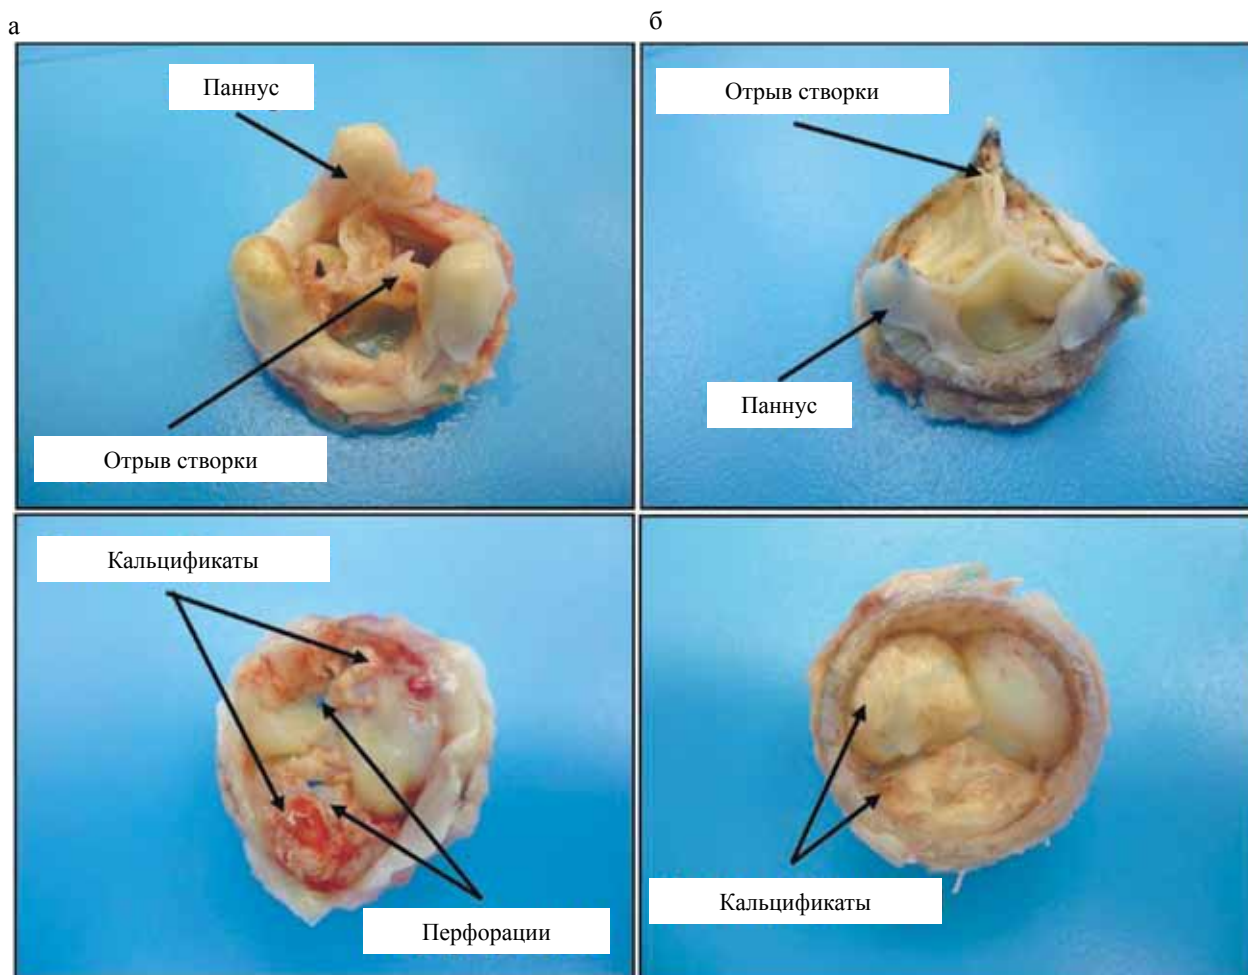 а
б
Паннус
Отрыв створки
Отрыв створки
Паннус
Кальцификаты
Перфорации
Кальцификаты